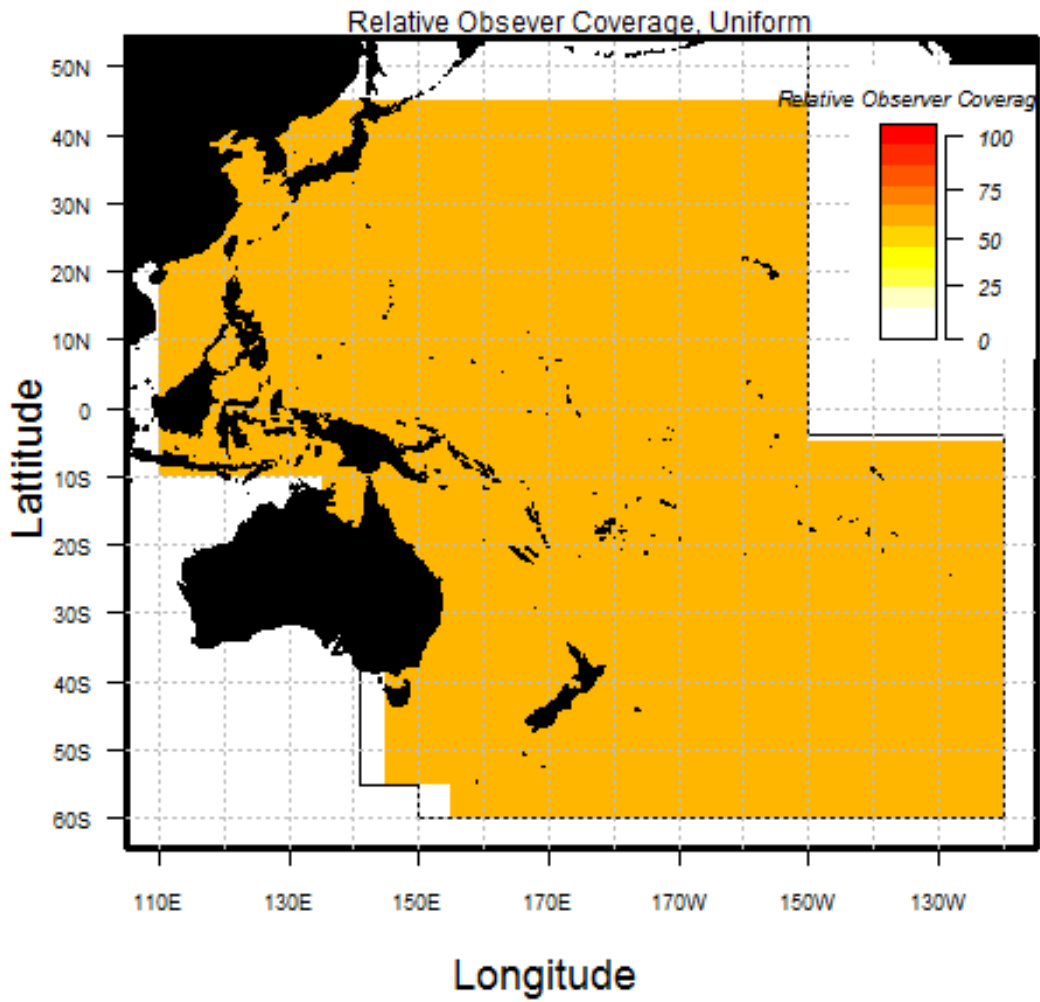 Relative Obsever Coverage, Uniform
50N
40N
30N
20N
10N
0
10S
20S
30S
40S
50S
60S
Relative Observer Coverag
100
75
50
25
0
Lattitude
110E 130E 150E 170E 170W 150W 130W
Longitude